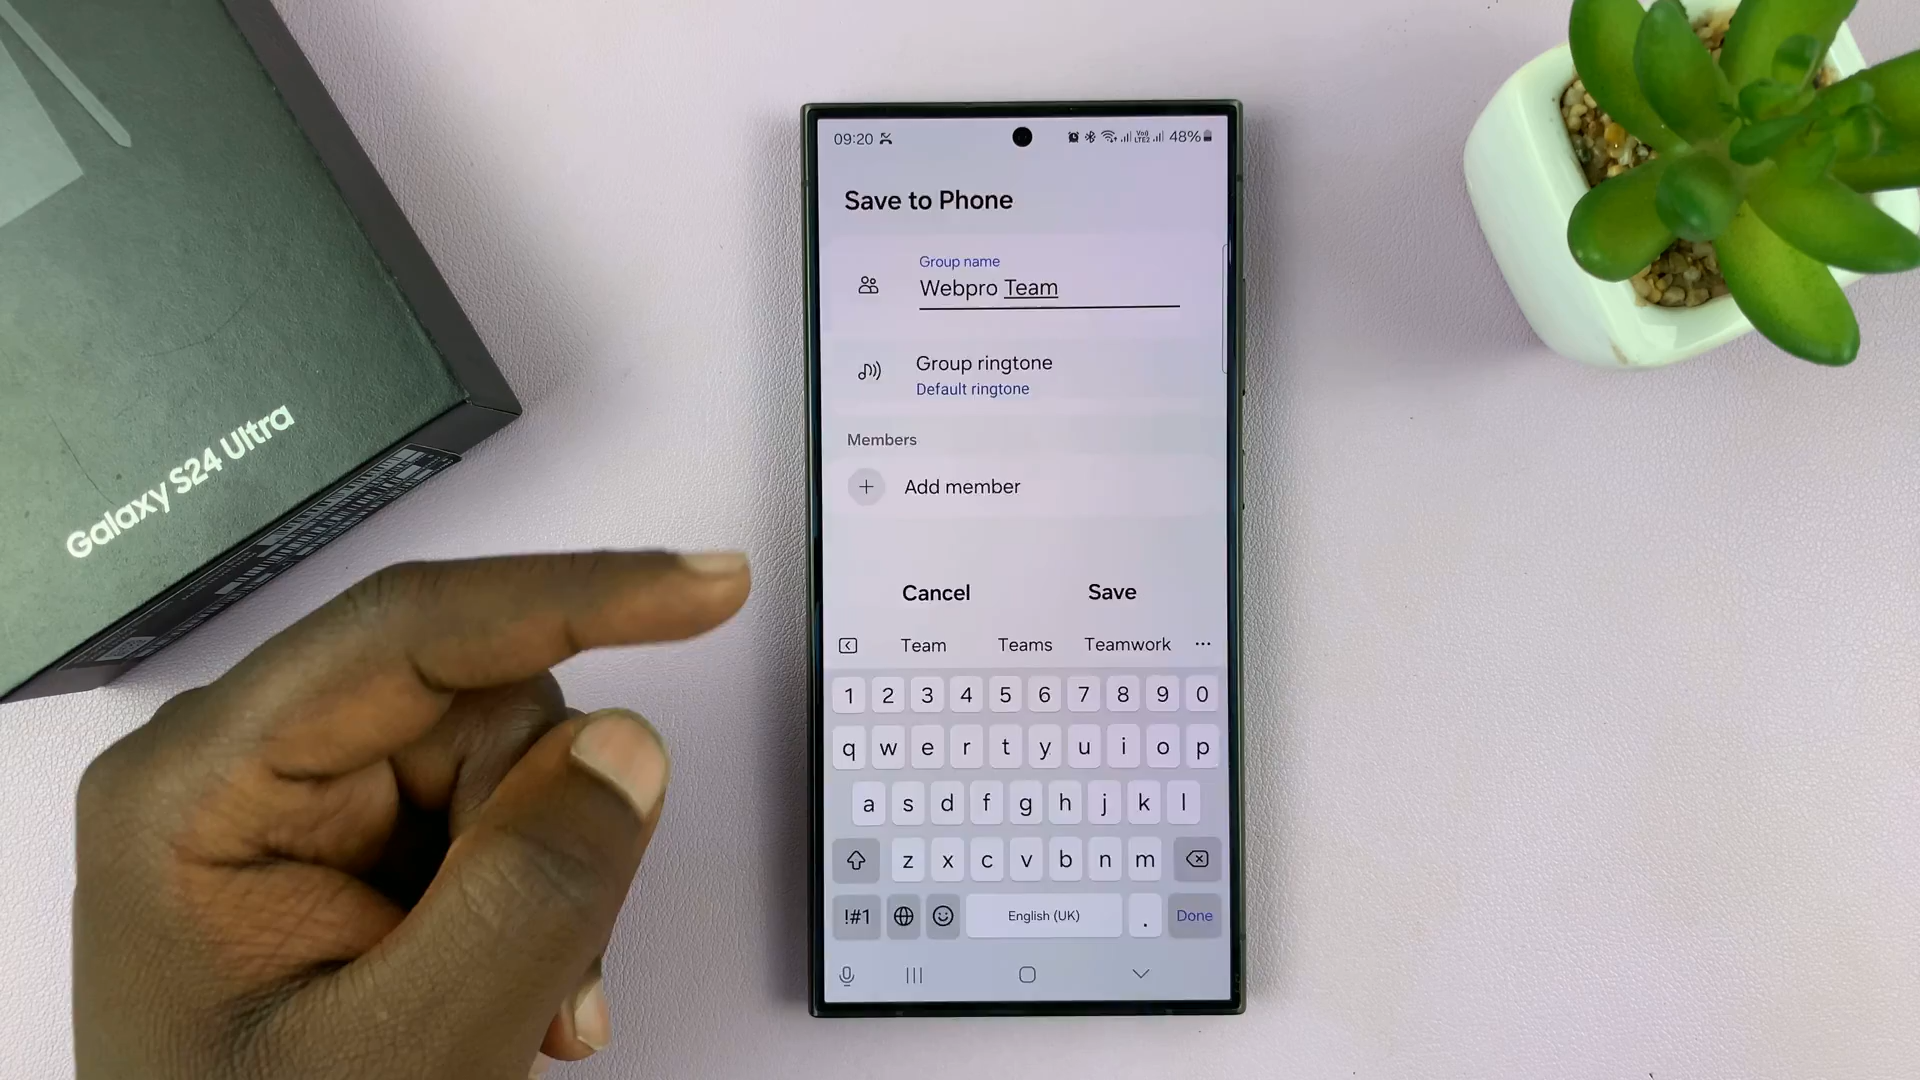 Galaxy S24 Ultra
09:20 48%
Save to Phone
Group name
Webpro Team
Group ringtone
Default ringtone
Members
+ Add member
Cancel Save
Team Teams Teamwork ...
1 2 3 4 5 6 7 8 9 0
q w e r t y u i o p
a s d f g h j k l
z x c v b n m
!#1 English (UK) . Done